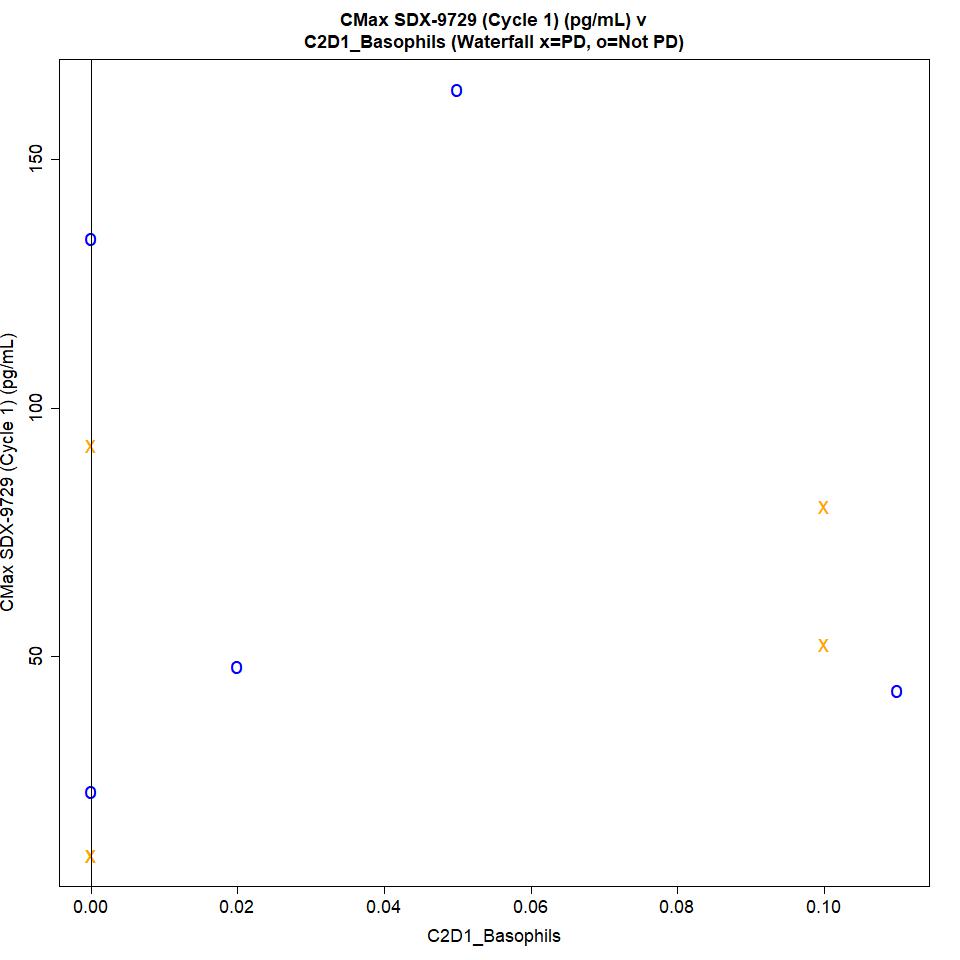 CMax SDX-9729 (Cycle 1) (pg/mL) v
C2D1_Basophils (Waterfall x=PD, o=Not PD)
CMax SDX-9729 (Cycle 1) (pg/mL)
150
100
50
O
O
X
X
X
O
O
O
X
0.00 0.02 0.04 0.06 0.08 0.10
C2D1_Basophils